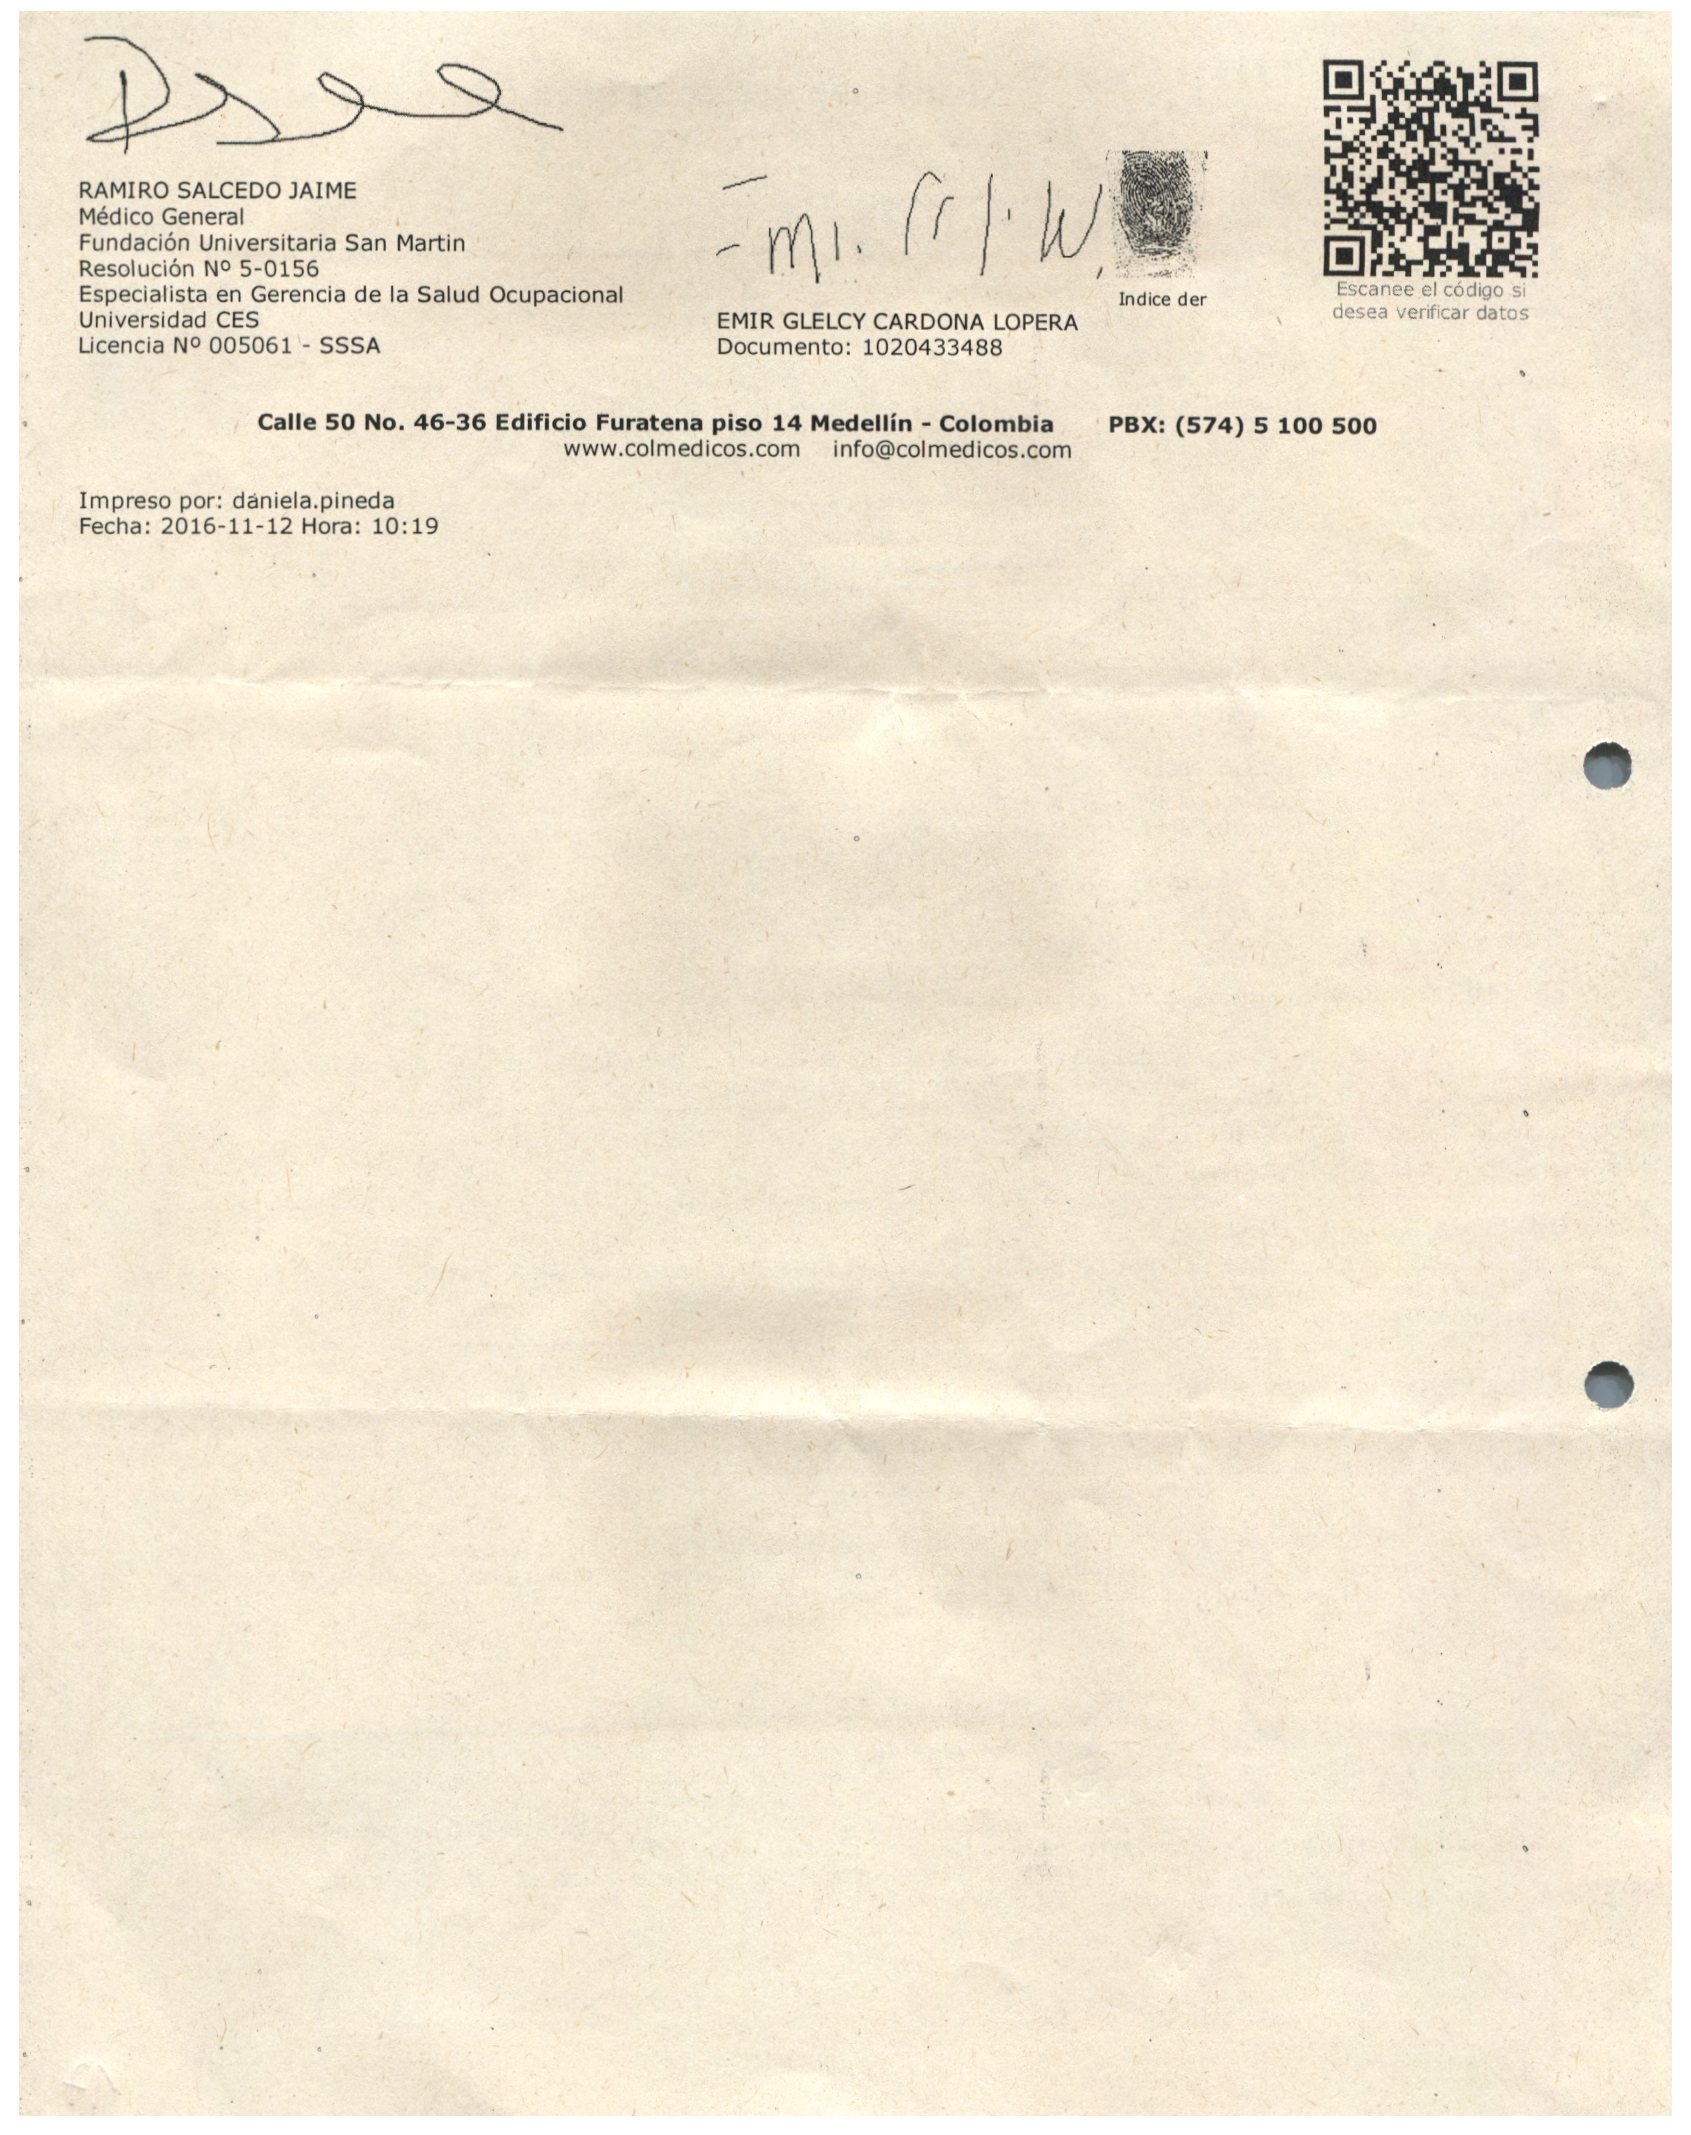 RAMIRO SALCEDO JAIME
Médico General
Fundación Universitaria San Martin
Resolución Nº 5-0156
Especialista en Gerencia de la Salud Ocupacional
Universidad CES
Licencia Nº 005061 - SSSA
Indice der
EMIR GLELCY CARDONA LOPERA
Documento: 1020433488
Escanee el código si
desea verificar datos
Calle 50 No. 46-36 Edificio Furatena piso 14 Medellín - Colombia PBX: (574) 5 100 500
www.colmedicos.com info@colmedicos.com
Impreso por: daniela.pineda
Fecha: 2016-11-12 Hora: 10:19